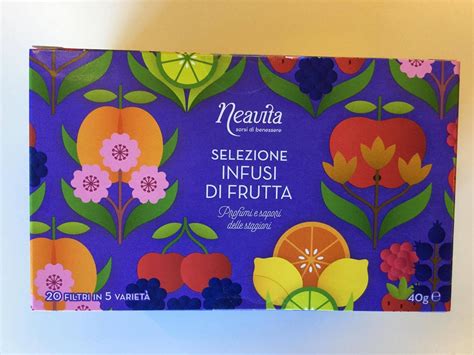 Neavita
sorsi di benessere
SELEZIONE
INFUSI
DI FRUTTA
Profumi e sapori
delle stagioni
20 FILTRI IN 5 VARIETÀ
40g ℮